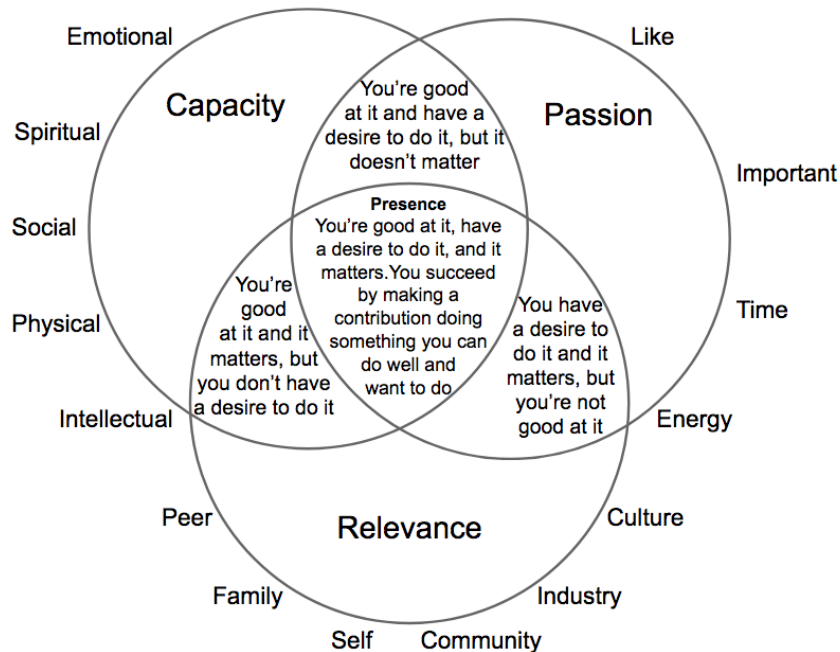 Emotional
Like
Capacity
You're good
at it and have a
desire to do it, but it
doesn't matter
Passion
Spiritual
Important
Social
Presence
You're good at it, have
a desire to do it, and it
matters.You succeed
by making a
contribution doing
something you can
do well and
want to do
You're
good
at it and it
matters, but
you don't have
a desire to do it
You have
a desire to
do it and it
matters, but
you're not
good at it
Physical
Time
Intellectual
Energy
Peer
Relevance
Culture
Family
Industry
Self
Community